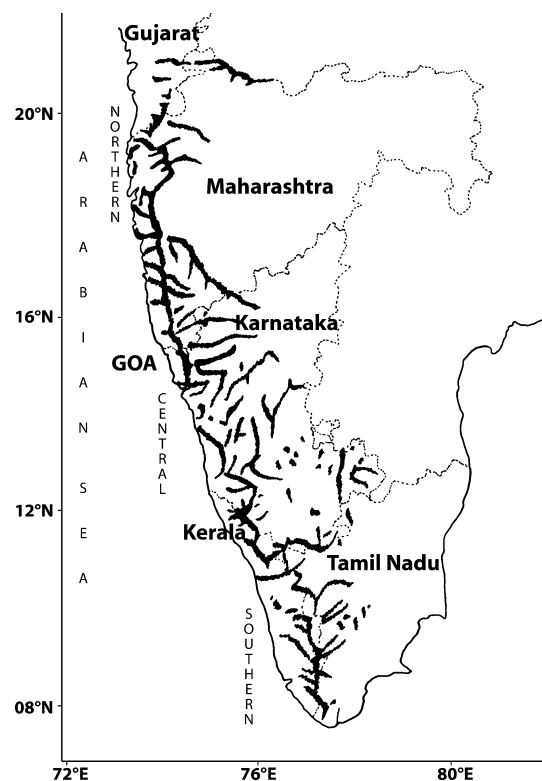 Gujarat
20°N
NORTHERN
ARABIAN SEA
Maharashtra
16°N
Karnataka
GOA
CENTRAL
12°N
Kerala
Tamil Nadu
SOUTHERN
08°N
72°E 76°E 80°E